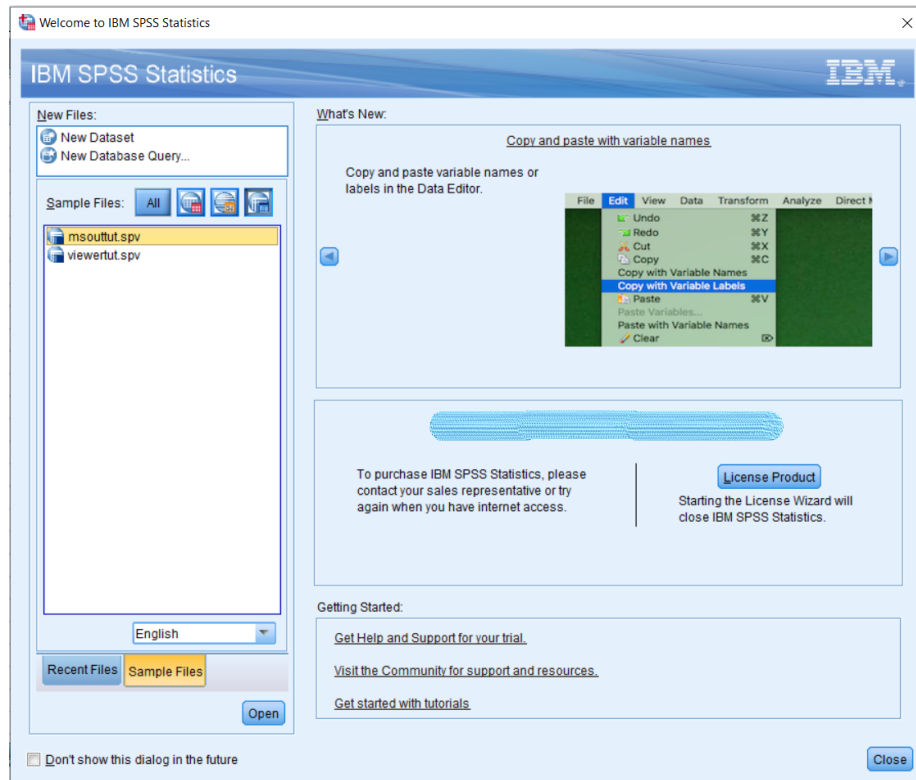 Welcome to IBM SPSS Statistics
IBM SPSS Statistics
IBM
New Files:
New Dataset
New Database Query...
Sample Files: All
msouttut.spv
viewertut.spv
English
Recent Files Sample Files
Open
What's New:
Copy and paste with variable names
Copy and paste variable names or
labels in the Data Editor.
File Edit View Data Transform Analyze Direct
Undo ⌘Z
Redo ⌘Y
Cut ⌘X
Copy ⌘C
Copy with Variable Names
Copy with Variable Labels
Paste ⌘V
Paste Variables...
Paste with Variable Names
Clear ⌦
To purchase IBM SPSS Statistics, please
contact your sales representative or try
again when you have internet access.
License Product
Starting the License Wizard will
close IBM SPSS Statistics.
Getting Started:
Get Help and Support for your trial.
Visit the Community for support and resources.
Get started with tutorials
Don't show this dialog in the future
Close